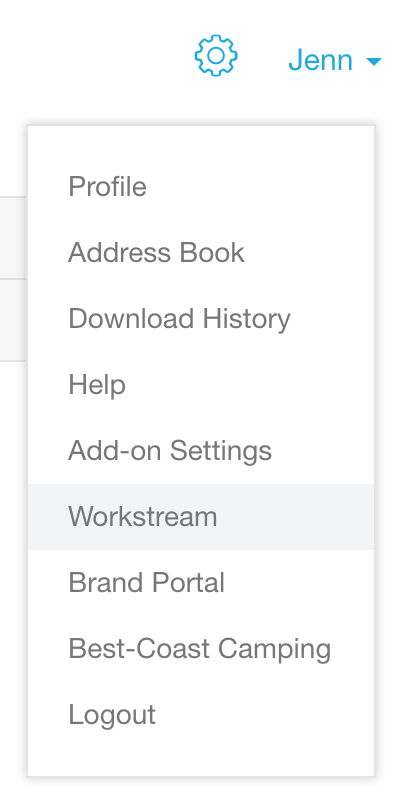 Jenn
Profile
Address Book
Download History
Help
Add-on Settings
Workstream
Brand Portal
Best-Coast Camping
Logout